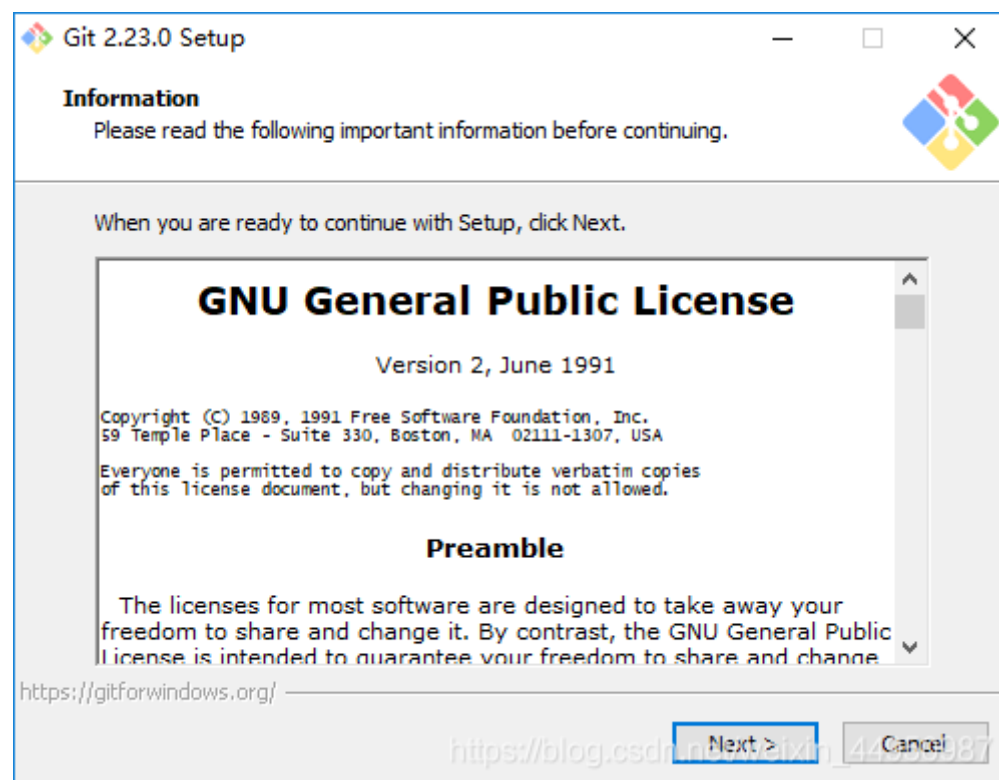 Git 2.23.0 Setup
Information
Please read the following important information before continuing.
When you are ready to continue with Setup, click Next.
GNU General Public License
Version 2, June 1991
Copyright (C) 1989, 1991 Free Software Foundation, Inc.
59 Temple Place - Suite 330, Boston, MA  02111-1307, USA
Everyone is permitted to copy and distribute verbatim copies
of this license document, but changing it is not allowed.
Preamble
The licenses for most software are designed to take away your
freedom to share and change it. By contrast, the GNU General Public
License is intended to guarantee your freedom to share and change
https://gitforwindows.org/
Next >
Cancel
https://blog.csdn.net/weixin_